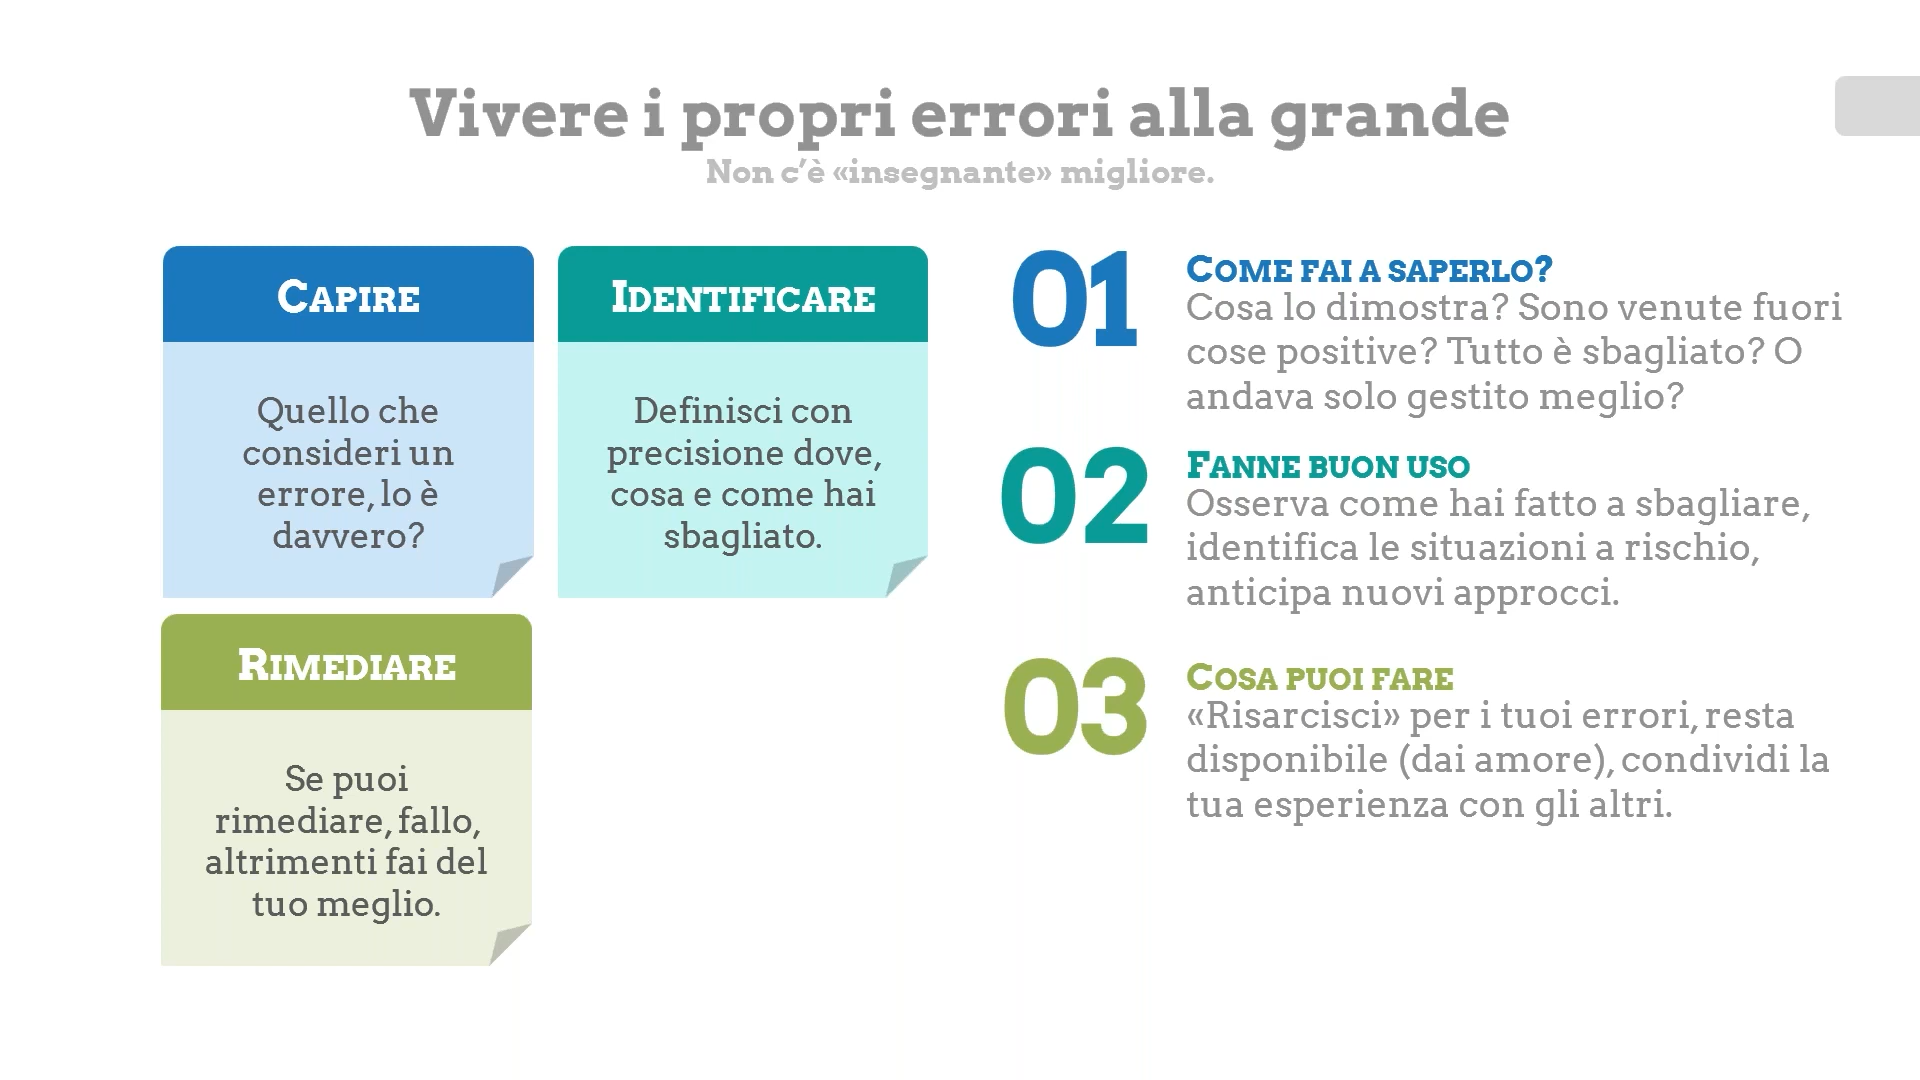 Vivere i propri errori alla grande
Non c’è «insegnante» migliore.
CAPIRE
Quello che
consideri un
errore, lo è
davvero?
IDENTIFICARE
Definisci con
precisione dove,
cosa e come hai
sbagliato.
RIMEDIARE
Se puoi
rimediare, fallo,
altrimenti fai del
tuo meglio.
01
COME FAI A SAPERLO?
Cosa lo dimostra? Sono venute fuori
cose positive? Tutto è sbagliato? O
andava solo gestito meglio?
02
FANNE BUON USO
Osserva come hai fatto a sbagliare,
identifica le situazioni a rischio,
anticipa nuovi approcci.
03
COSA PUOI FARE
«Risarcisci» per i tuoi errori, resta
disponibile (dai amore), condividi la
tua esperienza con gli altri.